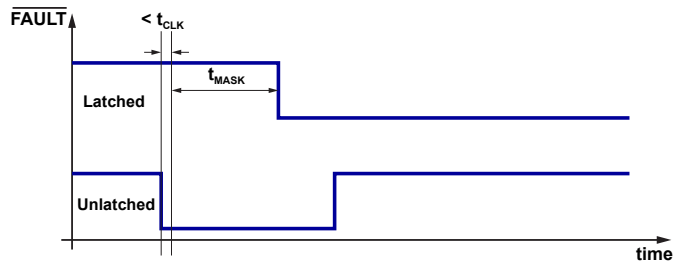 FAULT
< tCLK
tMASK
Latched
Unlatched
time